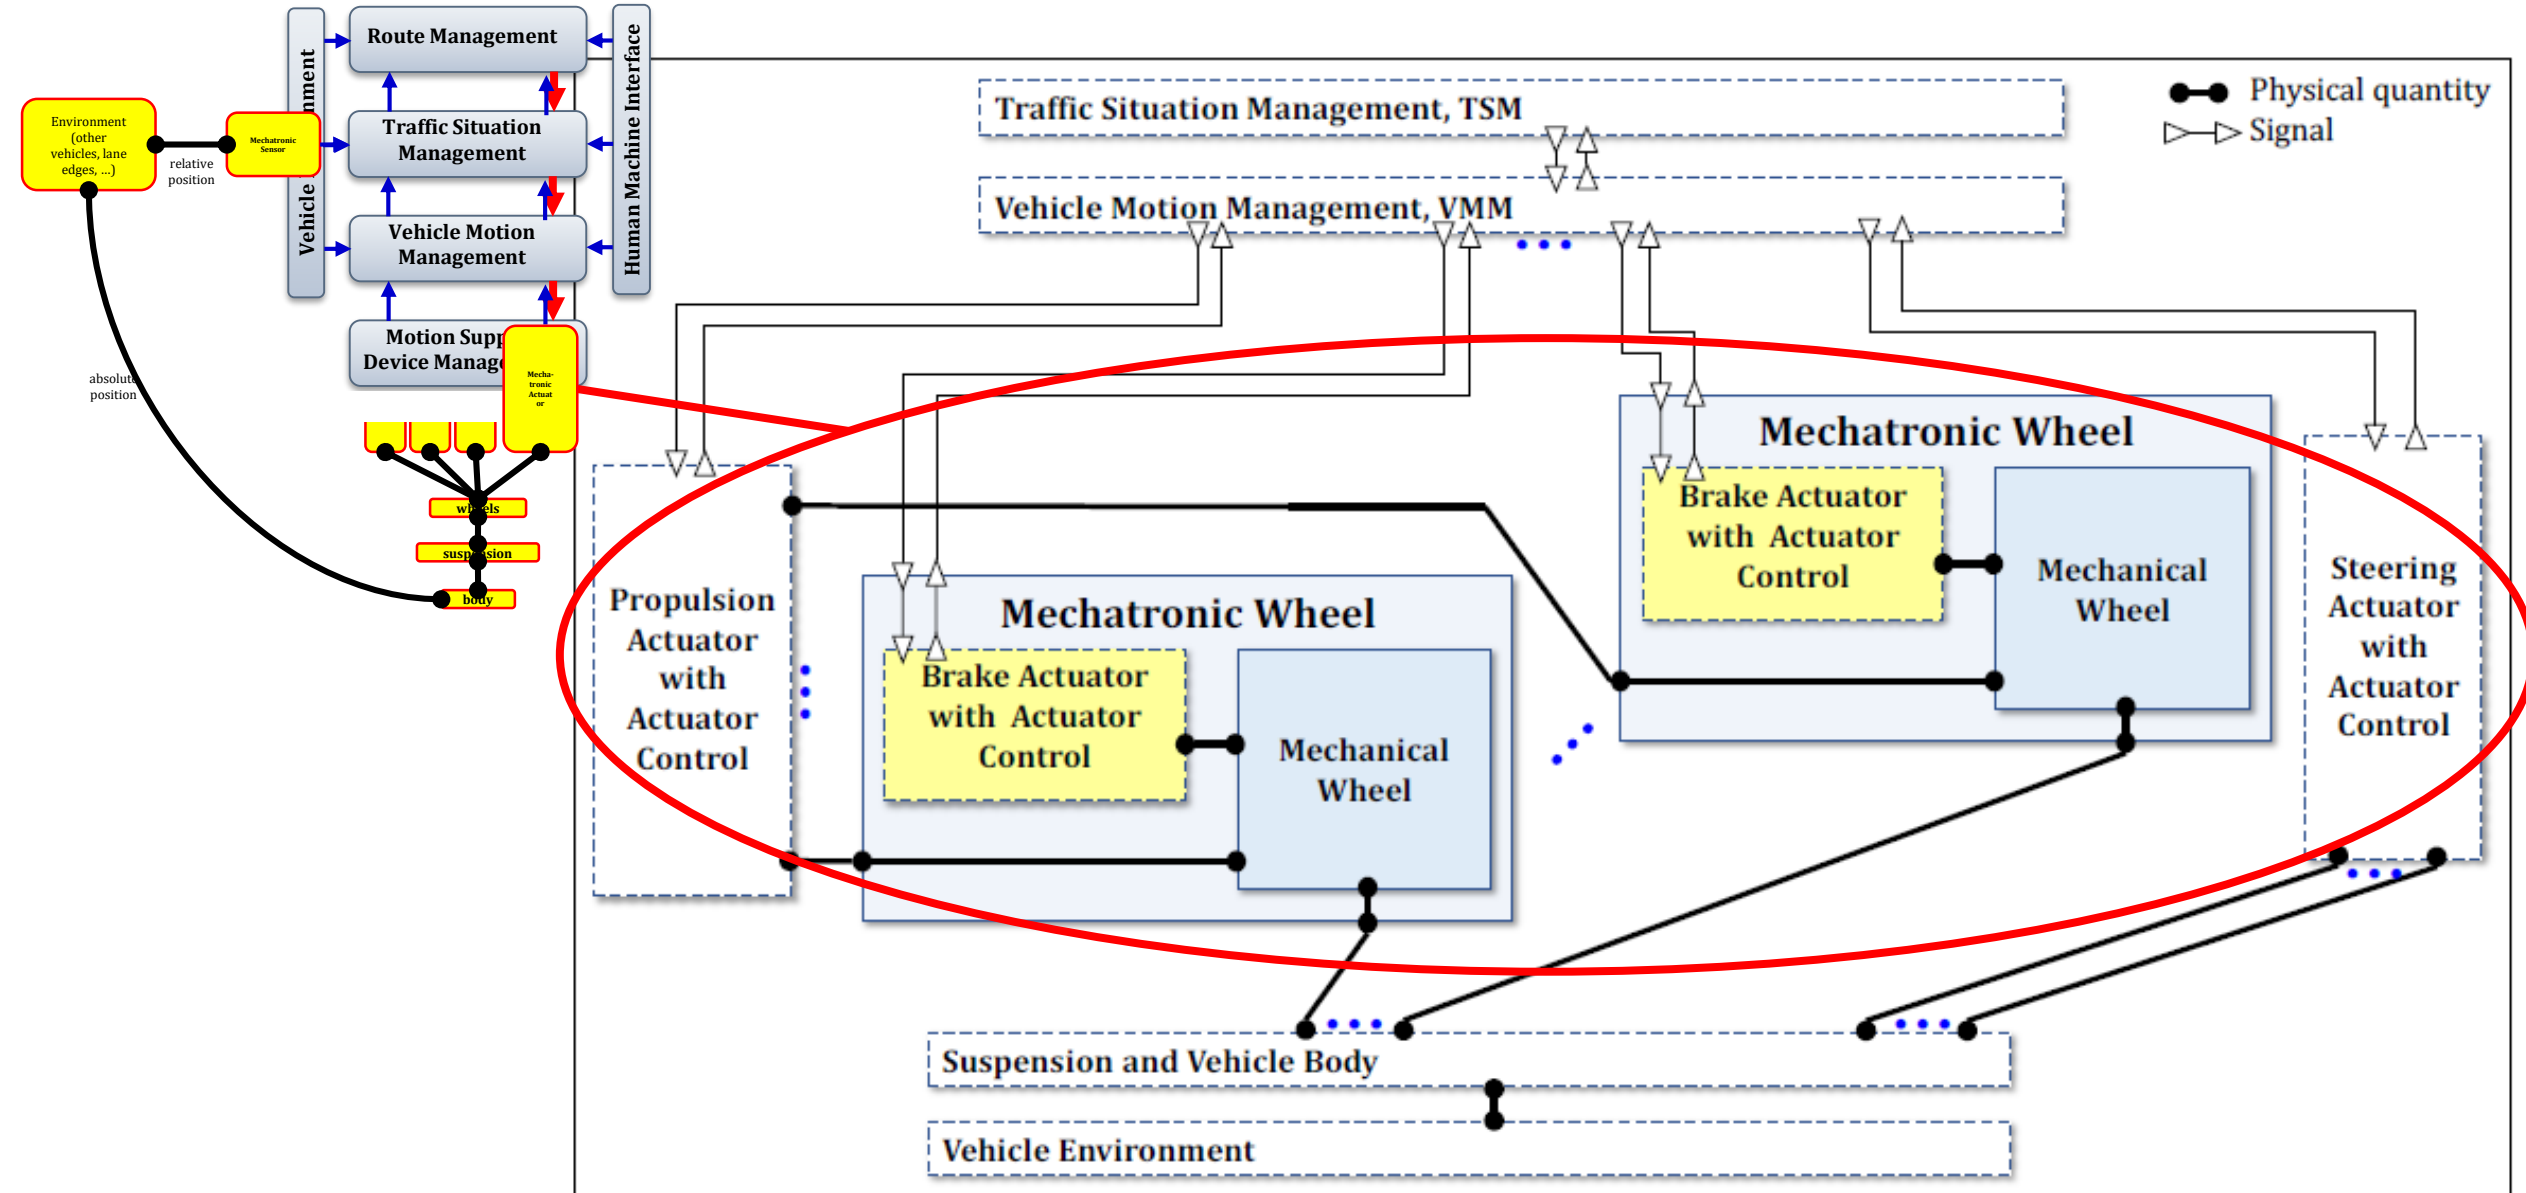 Route Management
Traffic Situation
Management
Vehicle Motion
Management
Motion Supp
Device Manage
Vehicle
nment
Human Machine Interface
Environment
(other
vehicles, lane
edges, ...)
relative
position
Mechatronic
Sensor
absolute
position
Mecha-
tronic
Actuat
or
wheels
suspension
body
Traffic Situation Management, TSM
Vehicle Motion Management, VMM
Physical quantity
Signal
Propulsion
Actuator
with
Actuator
Control
Mechatronic Wheel
Brake Actuator
with Actuator
Control
Mechanical
Wheel
Mechatronic Wheel
Brake Actuator
with Actuator
Control
Mechanical
Wheel
Steering
Actuator
with
Actuator
Control
Suspension and Vehicle Body
Vehicle Environment